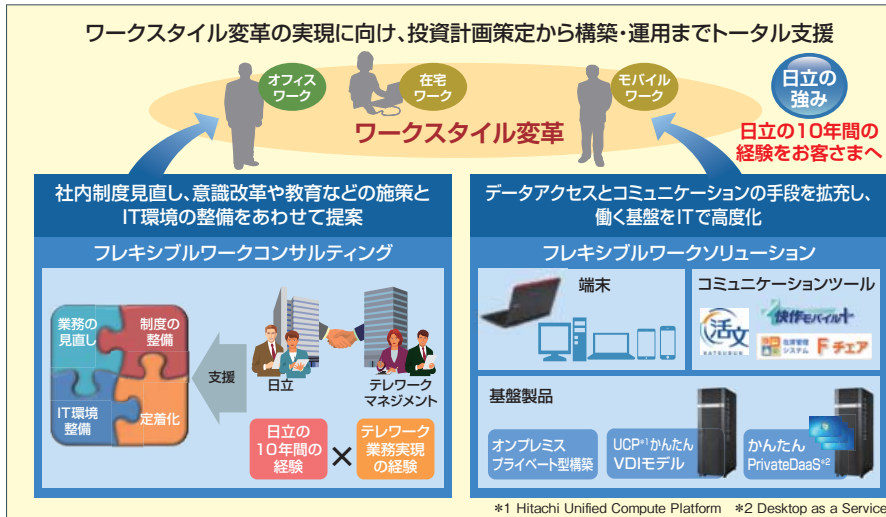 ワークスタイル変革の実現に向け、投資計画策定から構築・運用までトータル支援
オフィス
ワーク
在宅
ワーク
モバイル
ワーク
日立の
強み
ワークスタイル変革
日立の10年間の
経験をお客さまへ
社内制度見直し、意識改革や教育などの施策と
IT環境の整備をあわせて提案
フレキシブルワークコンサルティング
業務の
見直し
制度の
整備
IT環境
整備
定着化
支援
日立
テレワーク
マネジメント
日立の
10年間の
経験
×
テレワーク
業務実現
の経験
データアクセスとコミュニケーションの手段を拡充し、
働く基盤をITで高度化
フレキシブルワークソリューション
端末
コミュニケーションツール
活文
KATSUBUN
快作モバイル+
在席管理
システム
Fチェア
基盤製品
オンプレミス
プライベート型構築
UCP*1かんたん
VDIモデル
かんたん
PrivateDaaS*2
*1 Hitachi Unified Compute Platform *2 Desktop as a Service